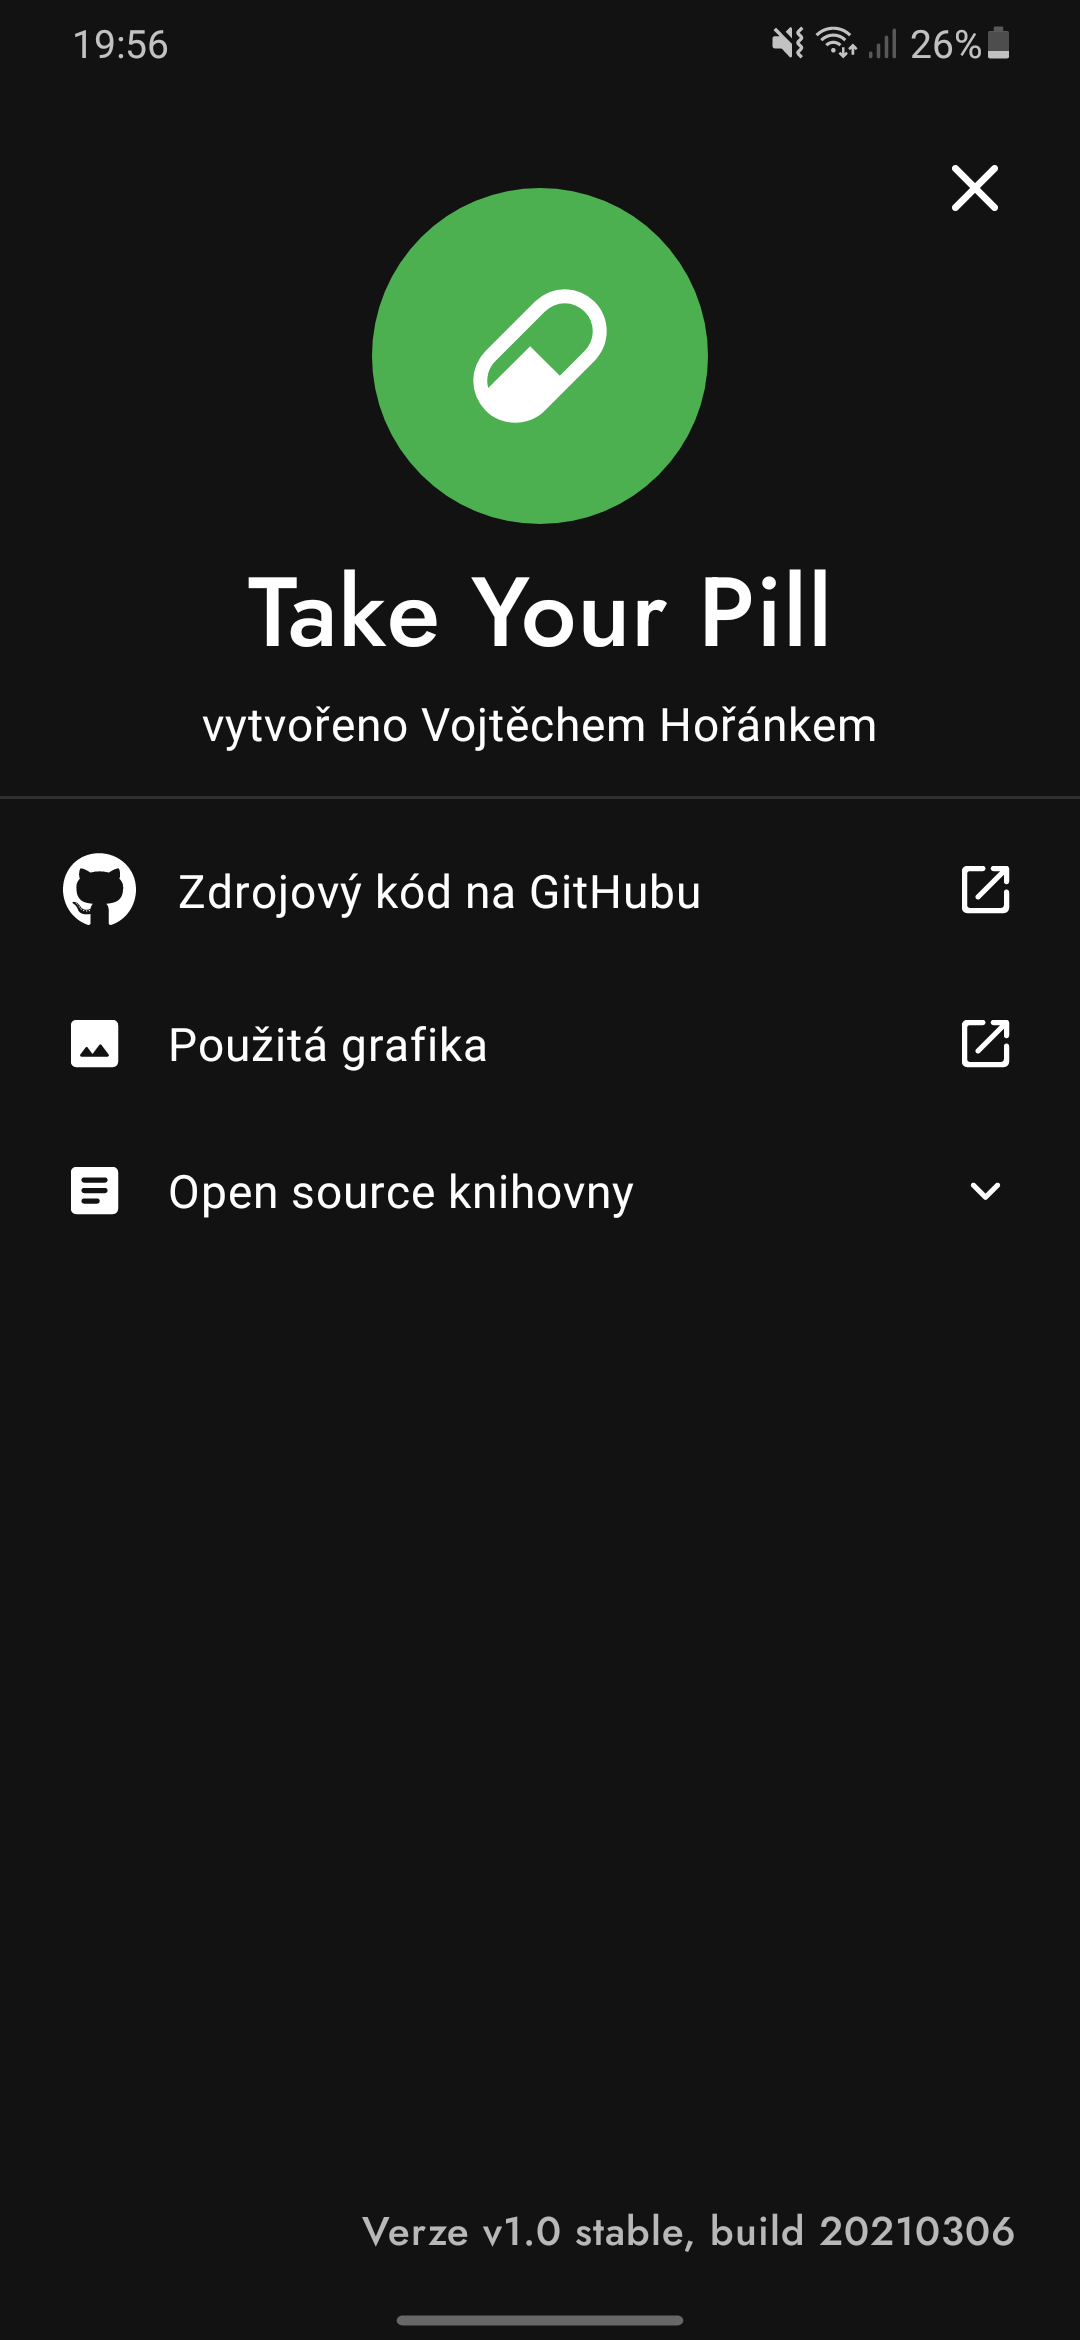 19:56
26%
Take Your Pill
vytvořeno Vojtěchem Hořánkem
Zdrojový kód na GitHubu
Použitá grafika
Open source knihovny
Verze v1.0 stable, build 20210306